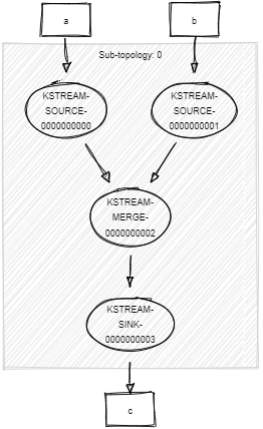 a
b
Sub-topology: 0
KSTREAM-
SOURCE-
0000000000
KSTREAM-
SOURCE-
0000000001
KSTREAM-
MERGE-
0000000002
KSTREAM-
SINK-
0000000003
c